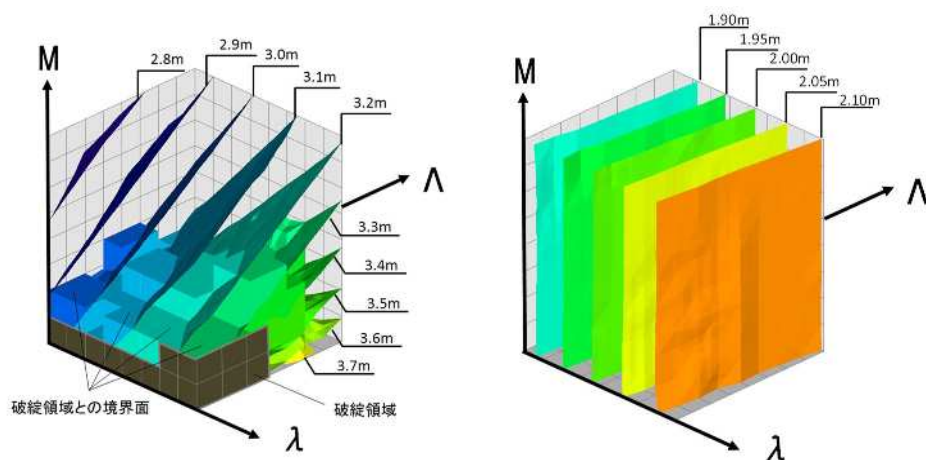 M
2.8m
2.9m
3.0m
3.1m
3.2m
Λ
3.3m
3.4m
3.5m
3.6m
3.7m
破綻領域との境界面
破綻領域
λ
M
1.90m
1.95m
2.00m
2.05m
2.10m
Λ
λ